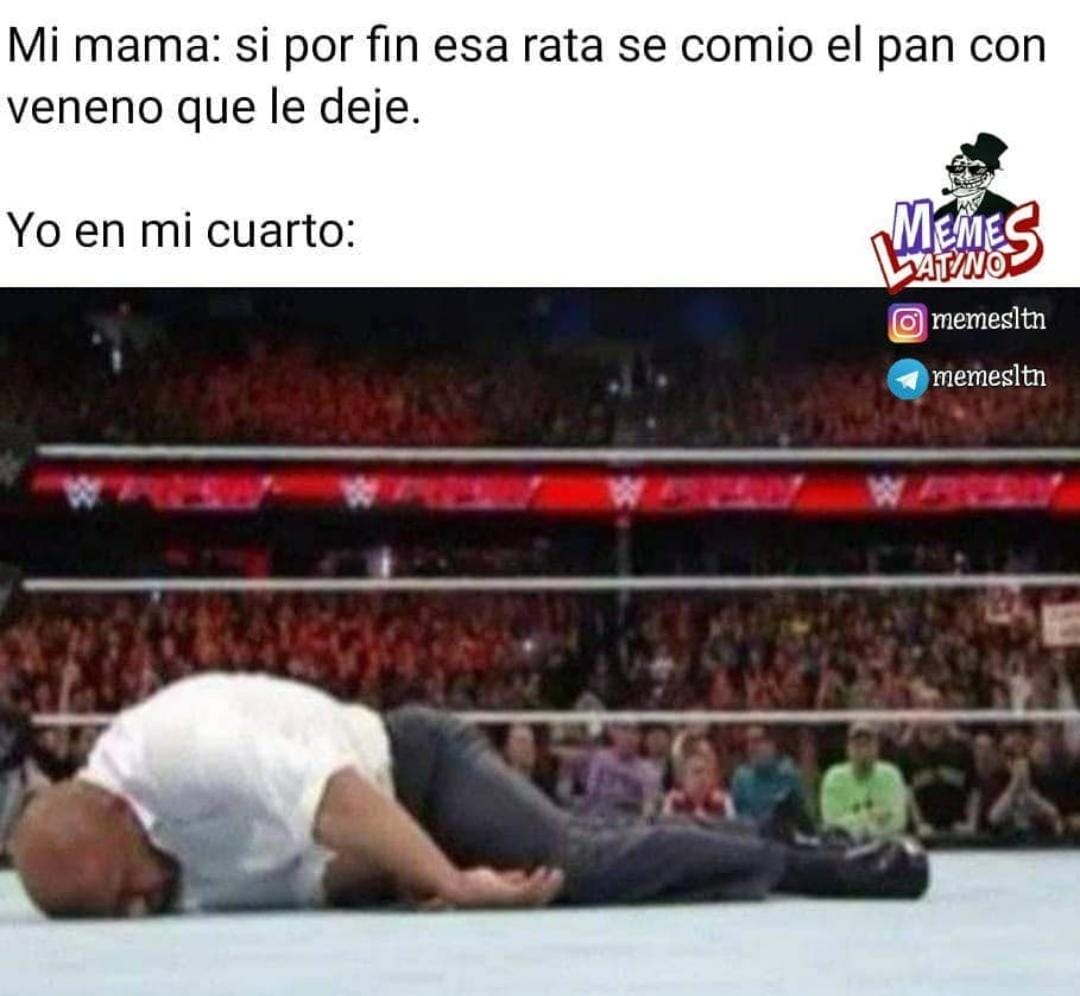 Mi mama: si por fin esa rata se comio el pan con
veneno que le deje.
Yo en mi cuarto:
MEMES
LATINOS
memesltn
memesltn